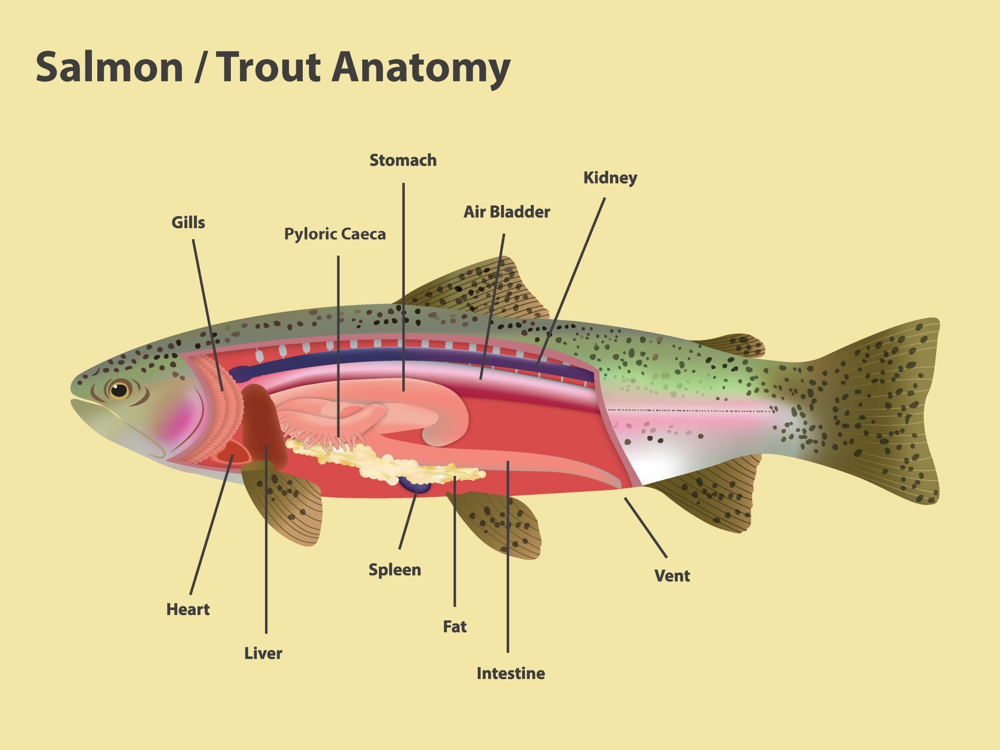 Salmon / Trout Anatomy
Stomach
Kidney
Air Bladder
Gills
Pyloric Caeca
Spleen
Vent
Heart
Fat
Liver
Intestine